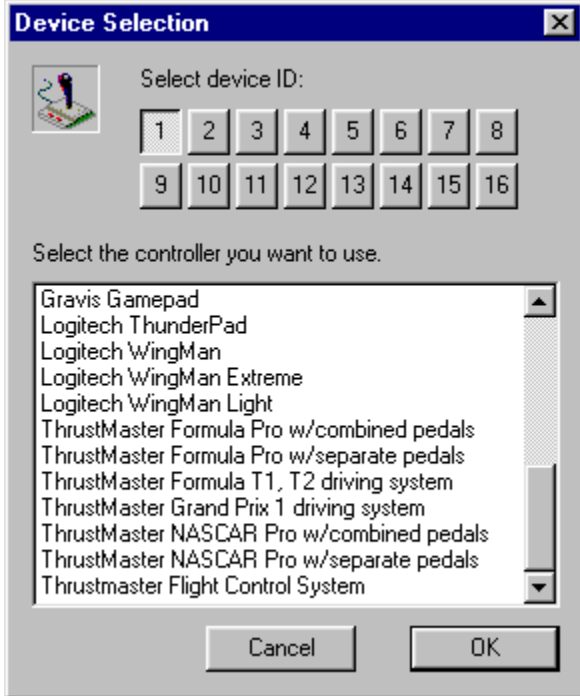 Device Selection
Select device ID:
1 2 3 4 5 6 7 8
9 10 11 12 13 14 15 16
Select the controller you want to use.
Gravis Gamepad
Logitech ThunderPad
Logitech WingMan
Logitech WingMan Extreme
Logitech WingMan Light
ThrustMaster Formula Pro w/combined pedals
ThrustMaster Formula Pro w/separate pedals
ThrustMaster Formula T1, T2 driving system
ThrustMaster Grand Prix 1 driving system
ThrustMaster NASCAR Pro w/combined pedals
ThrustMaster NASCAR Pro w/separate pedals
Thrustmaster Flight Control System
Cancel OK